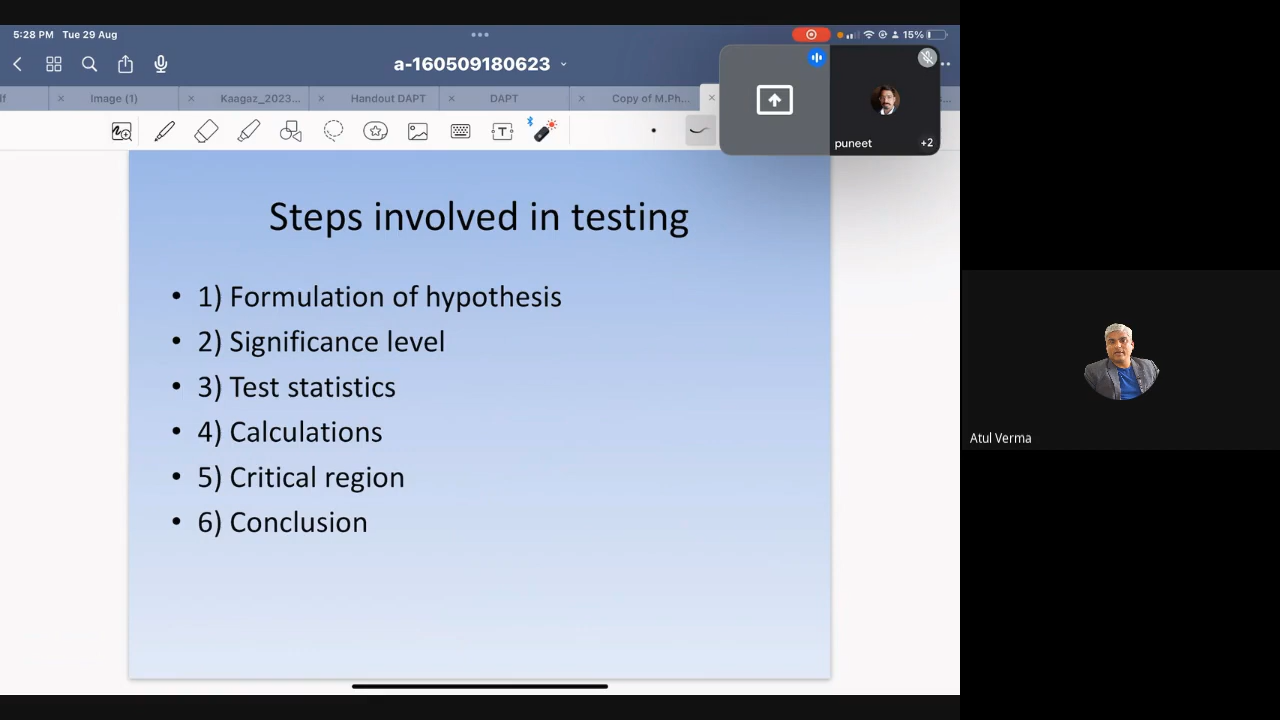 5:28 PM Tue 29 Aug
15%
a-160509180623
Image (1)
Kaagaz_2023...
Handout DAPT
DAPT
Copy of M.Ph...
T
puneet
+2
Steps involved in testing
• 1) Formulation of hypothesis
• 2) Significance level
• 3) Test statistics
• 4) Calculations
• 5) Critical region
• 6) Conclusion
Atul Verma